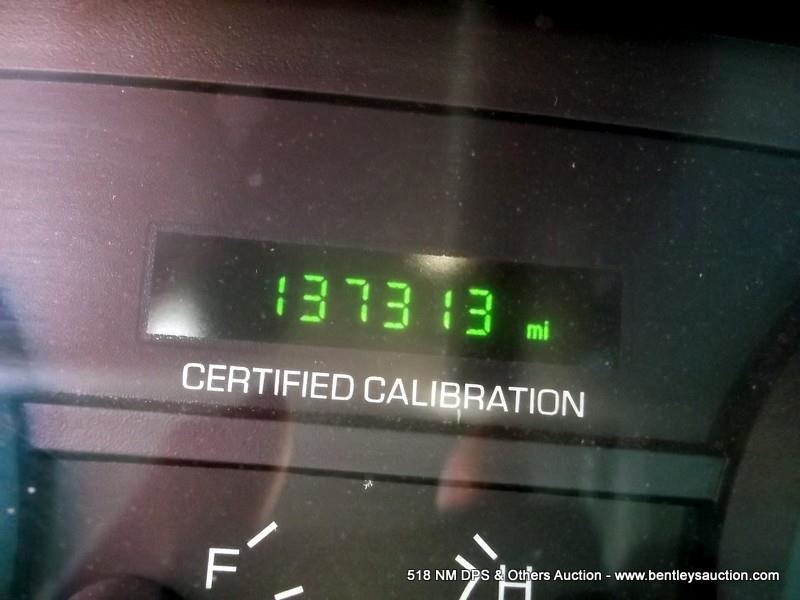 137313 mi
CERTIFIED CALIBRATION
F H
518 NM DPS & Others Auction - www.bentleysauction.com